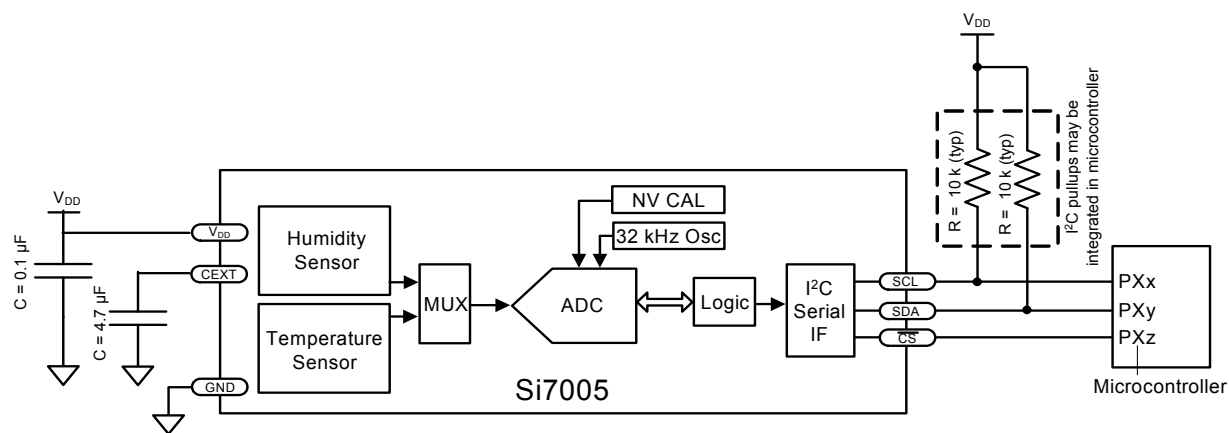 VDD
C = 0.1 µF
C = 4.7 µF
VDD
CEXT
GND
Humidity
Sensor
Temperature
Sensor
MUX
NV CAL
32 kHz Osc
ADC
Logic
I²C
Serial
IF
SCL
SDA
CS
Si7005
VDD
R = 10 k (typ)
R = 10 k (typ)
I²C pullups may be
integrated in microcontroller
PXx
PXy
PXz
Microcontroller